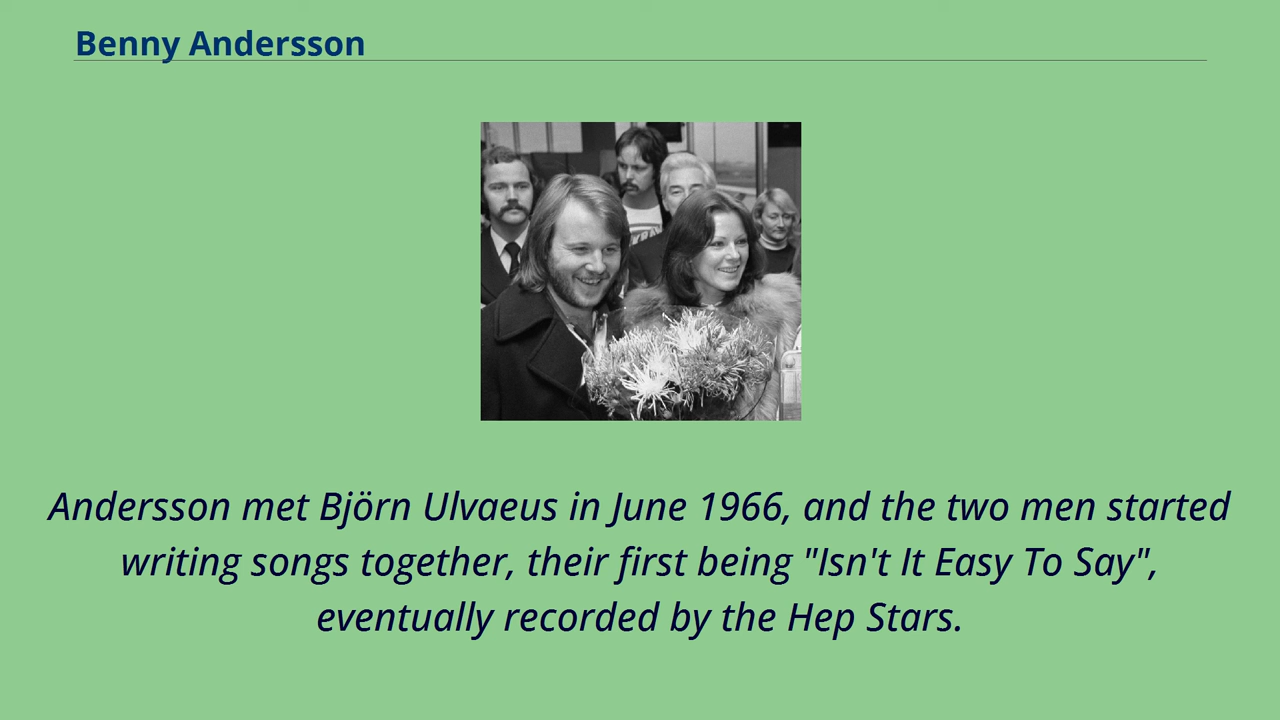 Benny Andersson
Andersson met Björn Ulvaeus in June 1966, and the two men started
writing songs together, their first being "Isn't It Easy To Say",
eventually recorded by the Hep Stars.